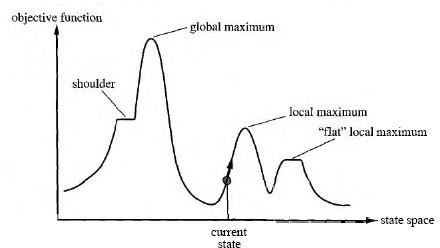 objective function
global maximum
shoulder
local maximum
"flat" local maximum
state space
current
state